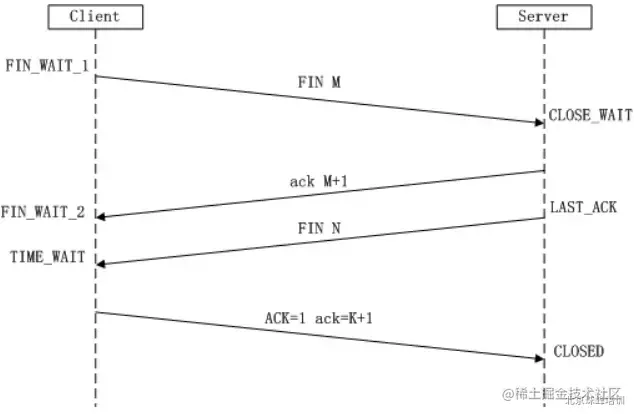 Client
Server
FIN_WAIT_1
FIN M
CLOSE_WAIT
ack M+1
FIN_WAIT_2
LAST_ACK
FIN N
TIME_WAIT
ACK=1 ack=K+1
CLOSED
@稀土掘金技术社区